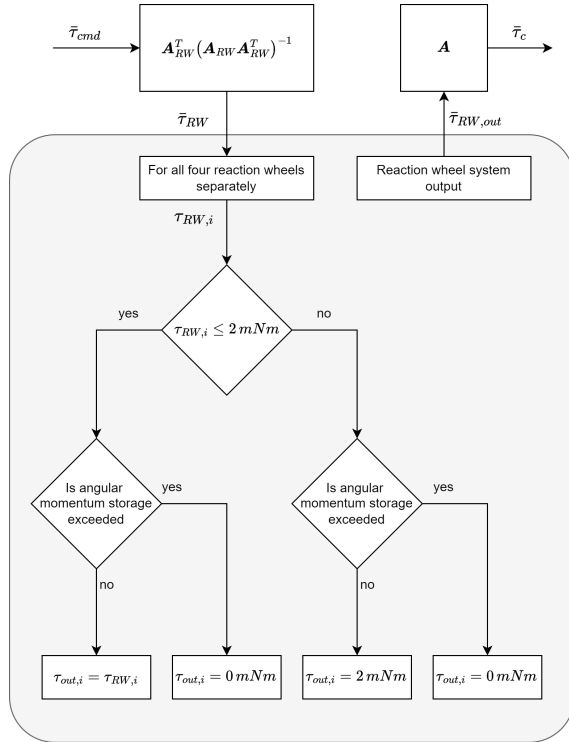 τ̄_cmd
A_RW^T(A_RW A_RW^T)^−1
A
τ̄_c
τ̄_RW
τ̄_RW,out
For all four reaction wheels
separately
Reaction wheel system
output
τ_RW,i
yes
τ_RW,i ≤ 2 mNm
no
Is angular
momentum storage
exceeded
yes
Is angular
momentum storage
exceeded
yes
no
no
τ_out,i = τ_RW,i
τ_out,i = 0 mNm
τ_out,i = 2 mNm
τ_out,i = 0 mNm